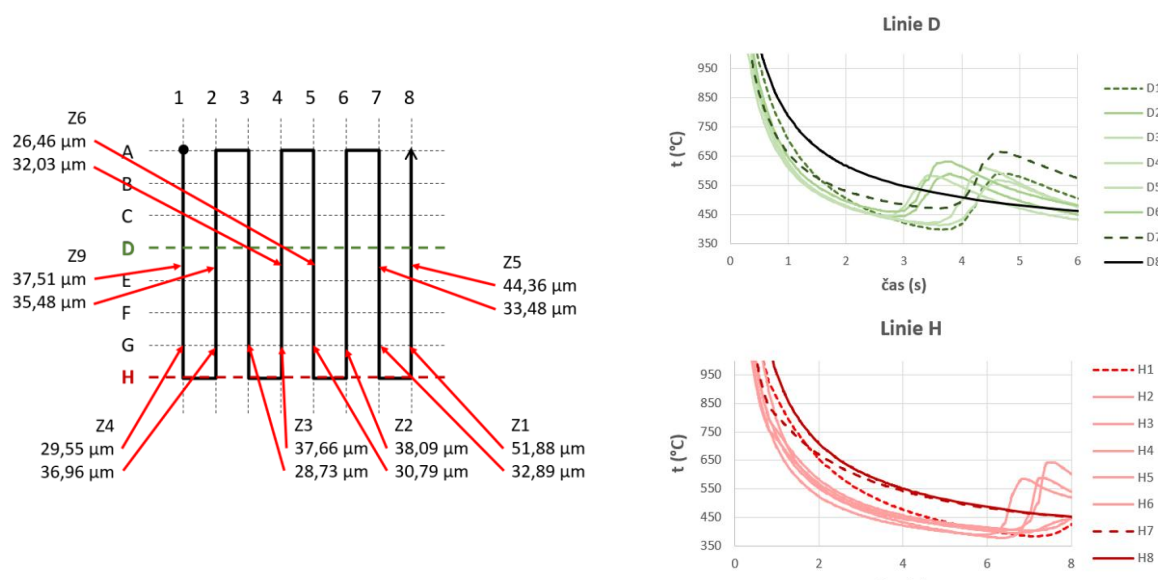 1 2 3 4 5 6 7 8
A
B
C
D
E
F
G
H
Z6
26,46 µm
32,03 µm
Z9
37,51 µm
35,48 µm
Z5
44,36 µm
33,48 µm
Z4
29,55 µm
36,96 µm
Z3
37,66 µm
28,73 µm
Z2
38,09 µm
30,79 µm
Z1
51,88 µm
32,89 µm
Linie D
t (°C)
950
850
750
650
550
450
350
0 1 2 3 4 5 6
čas (s)
D1
D2
D3
D4
D5
D6
D7
D8
Linie H
t (°C)
950
850
750
650
550
450
350
0 2 4 6 8
H1
H2
H3
H4
H5
H6
H7
H8